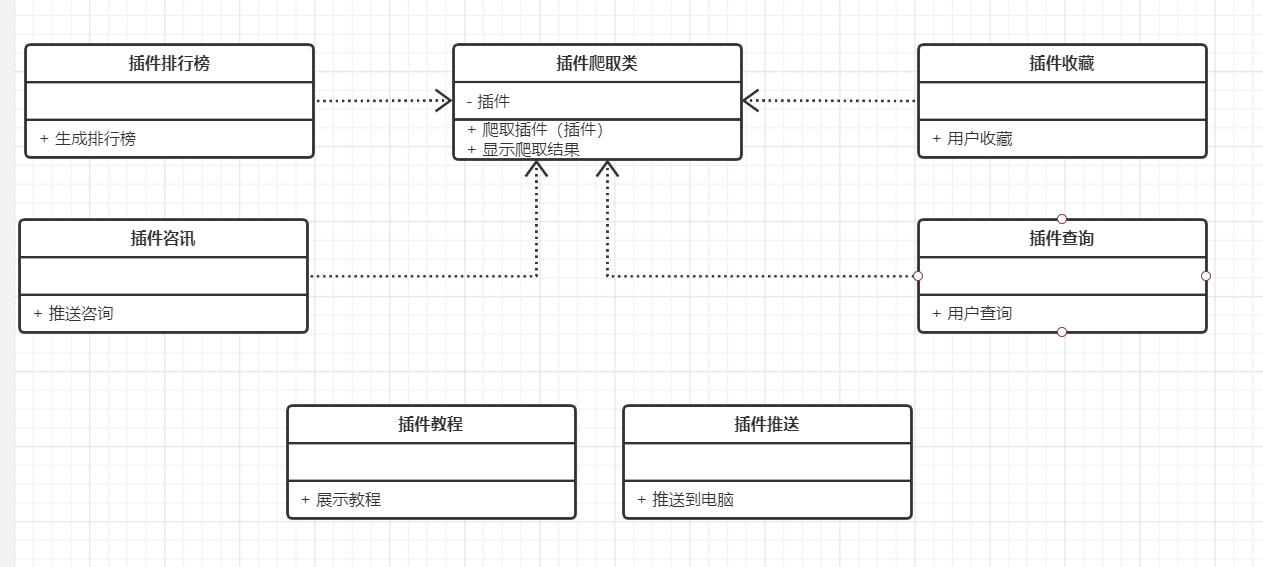 插件排行榜
+ 生成排行榜
插件爬取类
- 插件
+ 爬取插件（插件）
+ 显示爬取结果
插件收藏
+ 用户收藏
插件咨讯
+ 推送咨询
插件查询
+ 用户查询
插件教程
+ 展示教程
插件推送
+ 推送到电脑